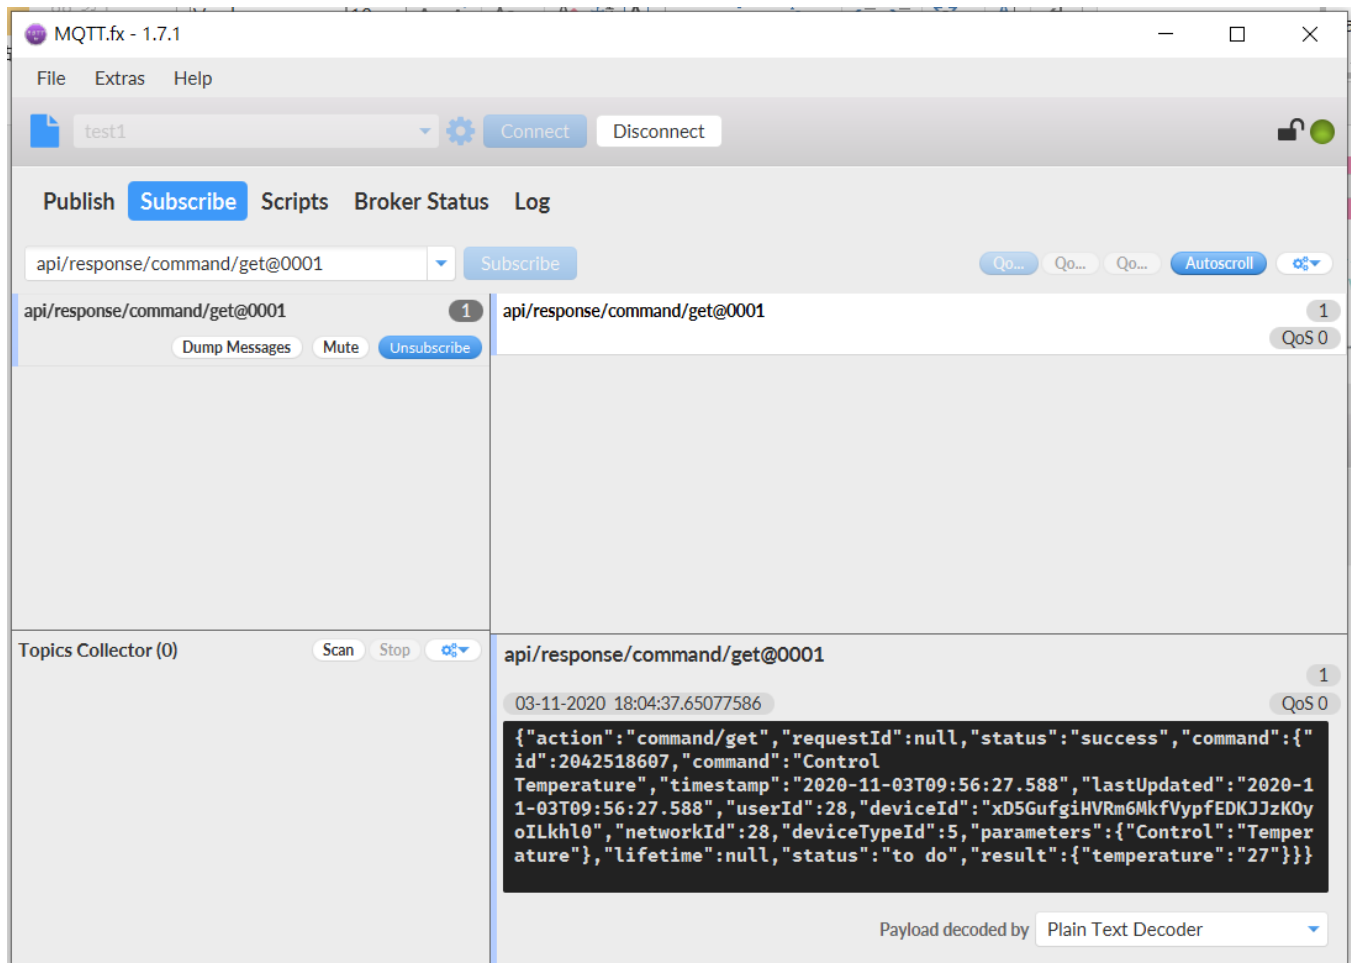 MQTT.fx - 1.7.1
File Extras Help
test1 Connect Disconnect
Publish Subscribe Scripts Broker Status Log
api/response/command/get@0001 Subscribe Qo... Qo... Qo... Autoscroll
api/response/command/get@0001 1
Dump Messages Mute Unsubscribe
api/response/command/get@0001 1
QoS 0
Topics Collector (0) Scan Stop
api/response/command/get@0001
1
03-11-2020 18:04:37.65077586 QoS 0
{"action":"command/get","requestId":null,"status":"success","command":{"
id":2042518607,"command":"Control
Temperature","timestamp":"2020-11-03T09:56:27.588","lastUpdated":"2020-1
1-03T09:56:27.588","userId":28,"deviceId":"xD5GufgiHVRm6MkfVypfEDKJJzKOy
oILkhl0","networkId":28,"deviceTypeId":5,"parameters":{"Control":"Temper
ature"},"lifetime":null,"status":"to do","result":{"temperature":"27"}}}
Payload decoded by Plain Text Decoder